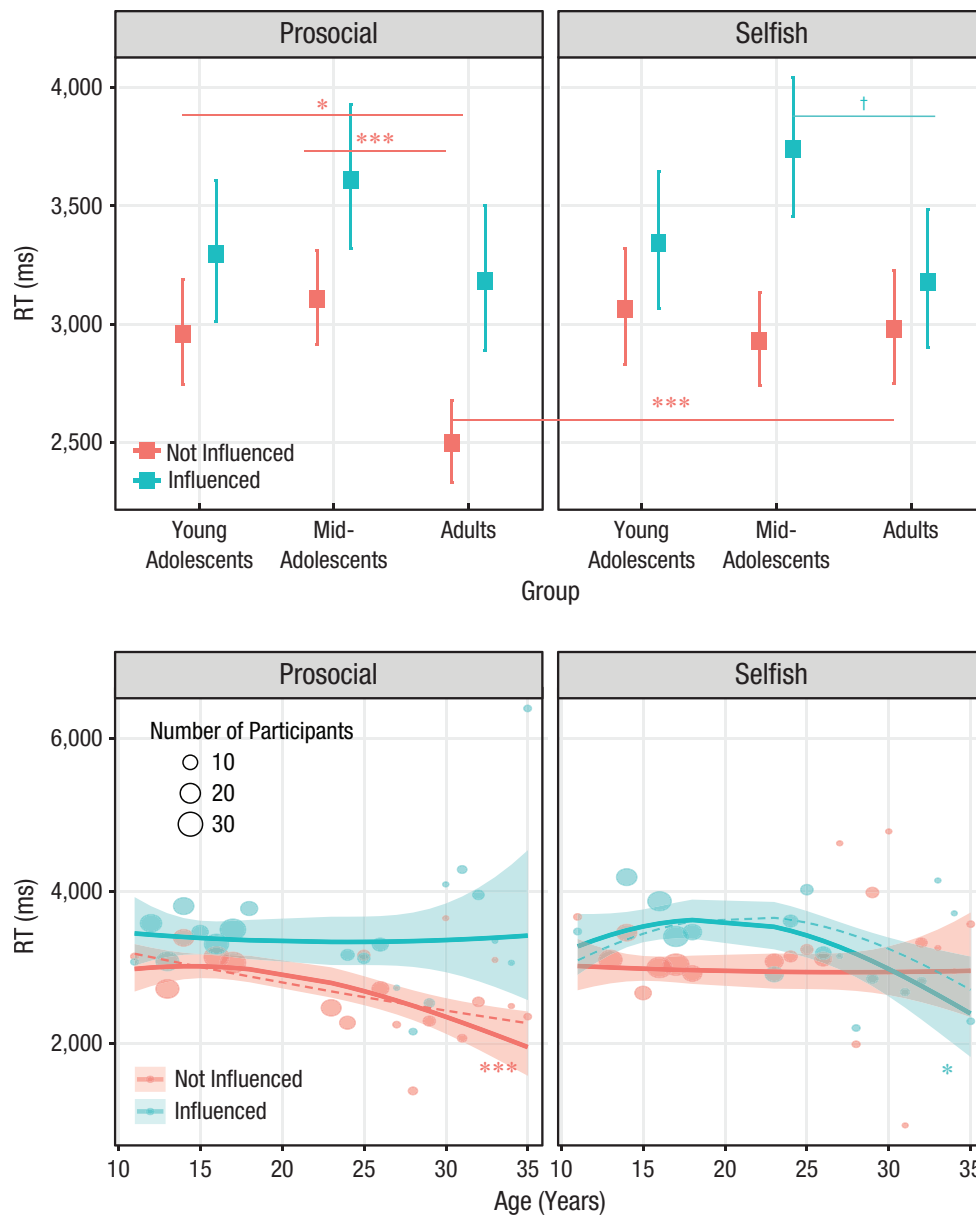 Prosocial
Selfish
4,000
3,500
3,000
2,500
RT (ms)
*
***
†
***
Not Influenced
Influenced
Young Adolescents
Mid-Adolescents
Adults
Young Adolescents
Mid-Adolescents
Adults
Group
Prosocial
Selfish
6,000
4,000
2,000
RT (ms)
Number of Participants
10
20
30
***
*
Not Influenced
Influenced
10 15 20 25 30 35
10 15 20 25 30 35
Age (Years)